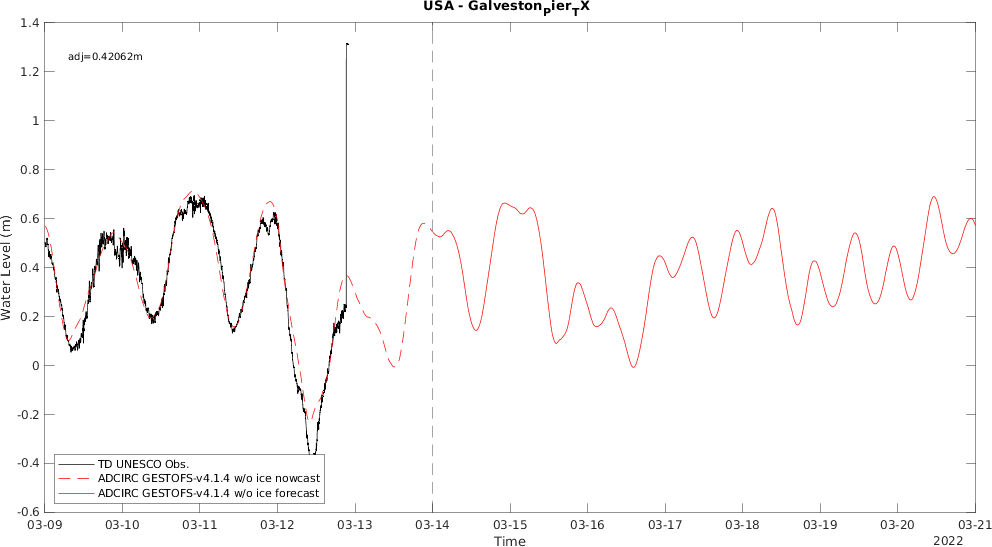 USA - GalvestonPierTX
adj=0.42062m
1.4
1.2
1
0.8
0.6
0.4
0.2
0
-0.2
-0.4
-0.6
Water Level (m)
TD UNESCO Obs.
ADCIRC GESTOFS-v4.1.4 w/o ice nowcast
ADCIRC GESTOFS-v4.1.4 w/o ice forecast
03-09 03-10 03-11 03-12 03-13 03-14 03-15 03-16 03-17 03-18 03-19 03-20 03-21
Time
2022